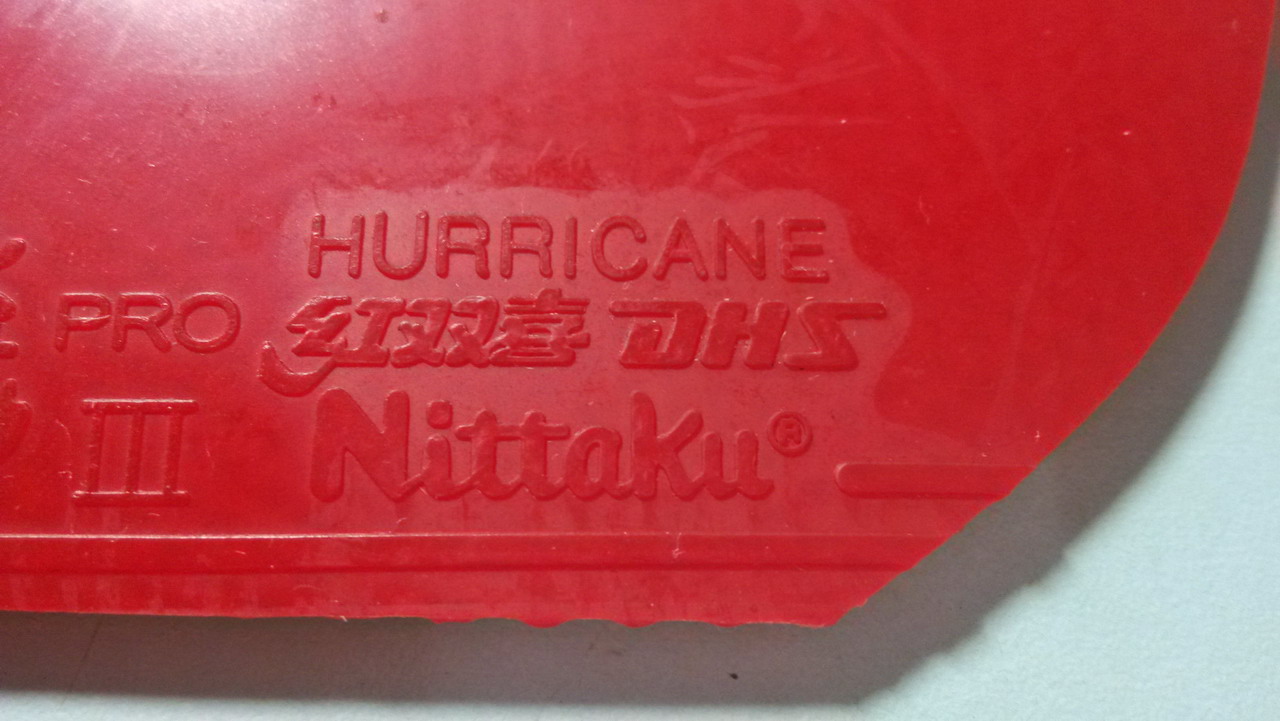 HURRICANE
PRO 红双喜 DHS
III Nittaku®